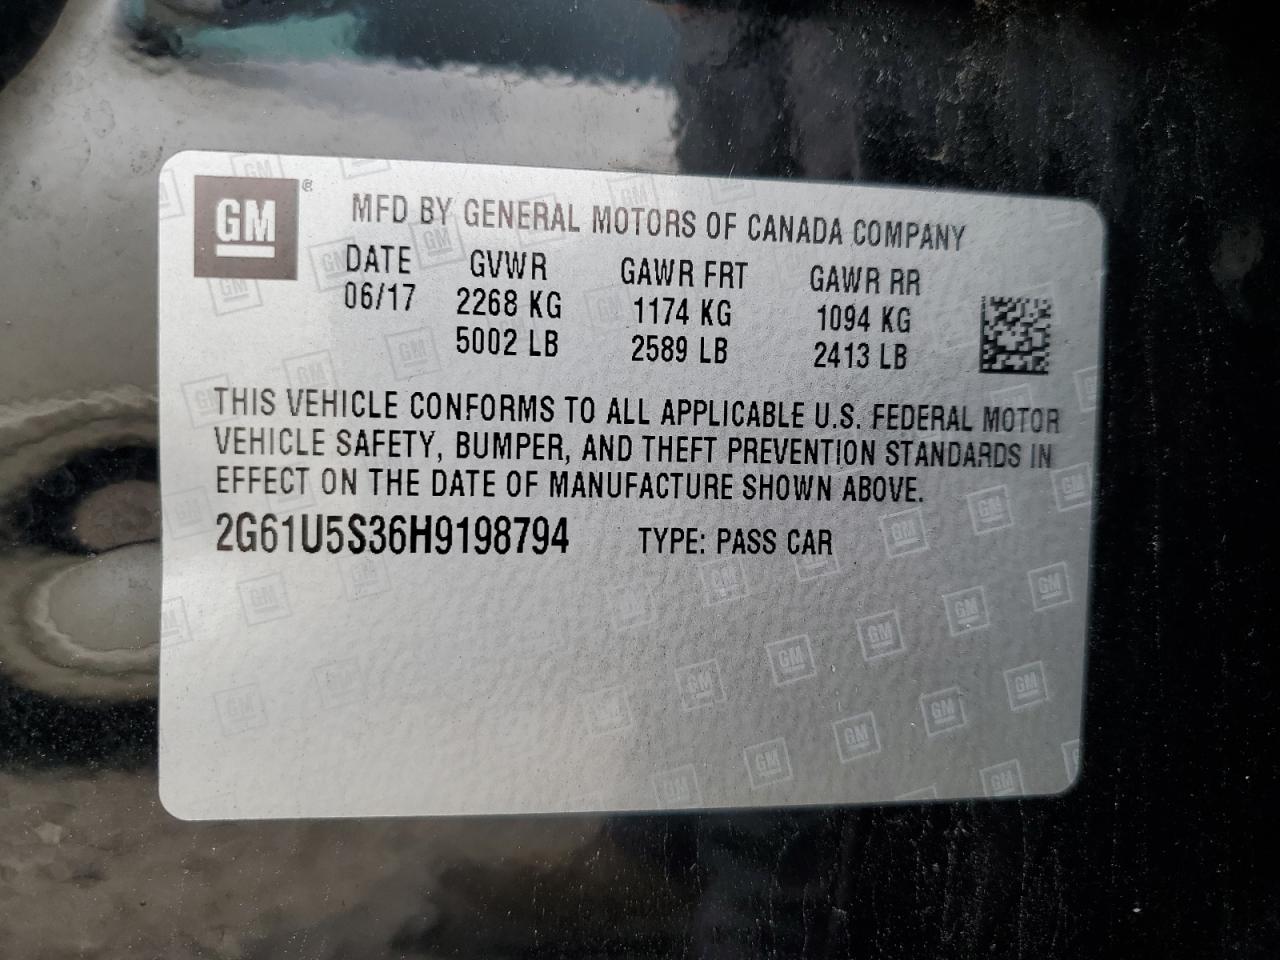 GM ® MFD BY GENERAL MOTORS OF CANADA COMPANY
DATE GVWR GAWR FRT GAWR RR
06/17 2268 KG 1174 KG 1094 KG
5002 LB 2589 LB 2413 LB
THIS VEHICLE CONFORMS TO ALL APPLICABLE U.S. FEDERAL MOTOR
VEHICLE SAFETY, BUMPER, AND THEFT PREVENTION STANDARDS IN
EFFECT ON THE DATE OF MANUFACTURE SHOWN ABOVE.
2G61U5S36H9198794 TYPE: PASS CAR